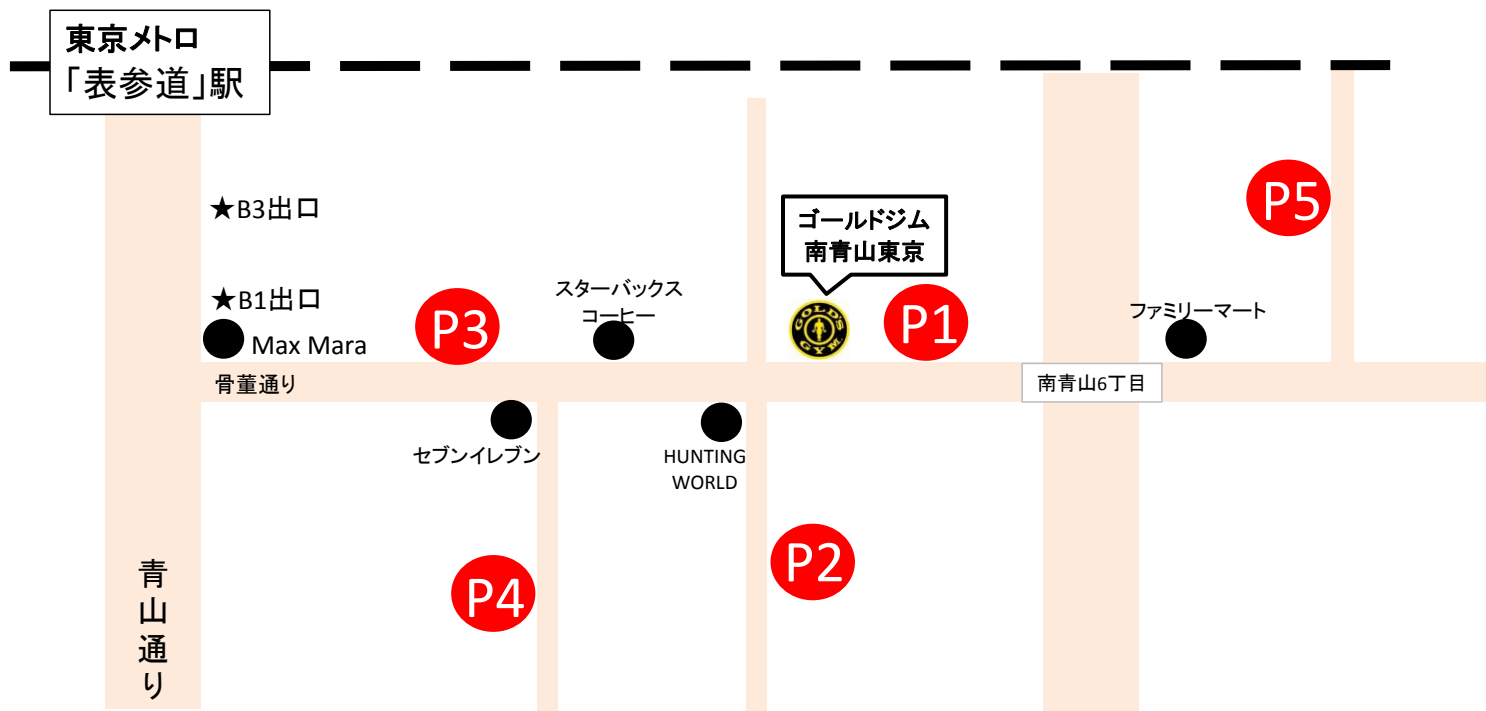 東京メトロ
「表参道」駅
★B3出口
P5
ゴールドジム
南青山東京
★B1出口
スターバックス
コーヒー
P3
GOLD'S
GYM.
P1
ファミリーマート
Max Mara
骨董通り
南青山6丁目
セブンイレブン
HUNTING
WORLD
青山通り
P4
P2